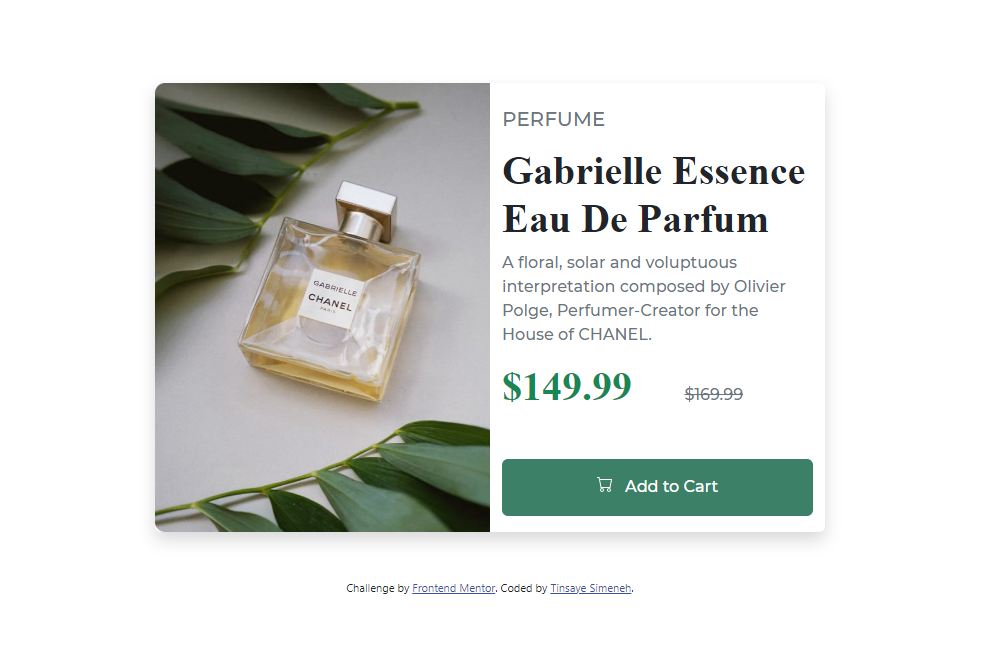 PERFUME
Gabrielle Essence
Eau De Parfum
A floral, solar and voluptuous
interpretation composed by Olivier
Polge, Perfumer-Creator for the
House of CHANEL.
$149.99 $169.99
Add to Cart
GABRIELLE
CHANEL
PARIS
Challenge by Frontend Mentor. Coded by Tinsaye Simeneh.